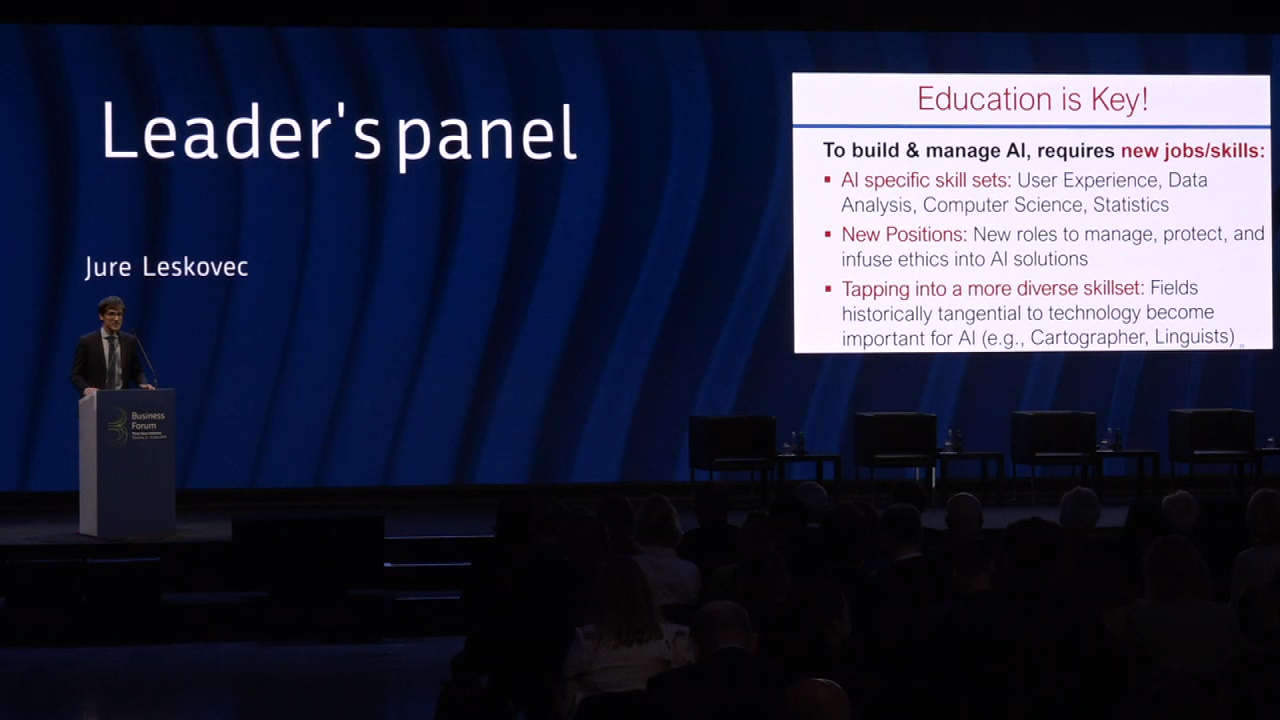 Leader's panel
Jure Leskovec
Education is Key!
To build & manage AI, requires new jobs/skills:
▪ AI specific skill sets: User Experience, Data
Analysis, Computer Science, Statistics
▪ New Positions: New roles to manage, protect, and
infuse ethics into AI solutions
▪ Tapping into a more diverse skillset: Fields
historically tangential to technology become
important for AI (e.g., Cartographer, Linguists)
Business
Forum